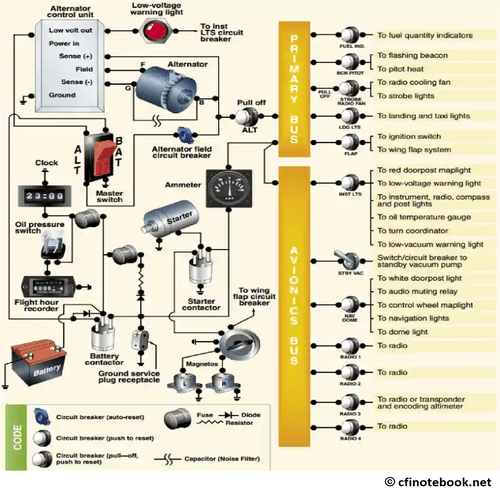 Alternator
control unit
Low-voltage
warning light
Low volt out
Power in
Sense (+)
Field
Sense (-)
Ground
To inst
LTS circuit
breaker
F
Alternator
G
B
Pull off
ALT
Alternator field
circuit breaker
ALT
BAT
Master
switch
Clock
23:00
Oil pressure
switch
QUARTZ
Flight hour
recorder
Ammeter
Starter
Starter
contactor
To wing
flap circuit
breaker
Battery
Battery
contactor
Ground service
plug receptacle
Magnetos
L
R
PRIMARY BUS
AVIONICS BUS
FUEL IND.
To fuel quantity indicators
BCN PITOT
To flashing beacon
To pitot heat
PULL
OFF
STROBE
RADIO FAN
To radio cooling fan
To strobe lights
LDG LTS
To landing and taxi lights
FLAP
To ignition switch
To wing flap system
INST LTS
To red doorpost maplight
To low-voltage warning light
To instrument, radio, compass
and post lights
To oil temperature gauge
To turn coordinator
To low-vacuum warning light
STBY VAC
Switch/circuit breaker to
standby vacuum pump
To white doorpost light
To audio muting relay
NAV
DOME
To control wheel maplight
To navigation lights
To dome light
RADIO 1
To radio
RADIO 2
To radio
RADIO 3
To radio or transponder
and encoding altimeter
RADIO 4
To radio
CODE
Circuit breaker (auto-reset)
Circuit breaker (push to reset)
Circuit breaker (pull—off,
push to reset)
Fuse
Diode
Resistor
Capacitor (Noise Filter)
© cfinotebook.net